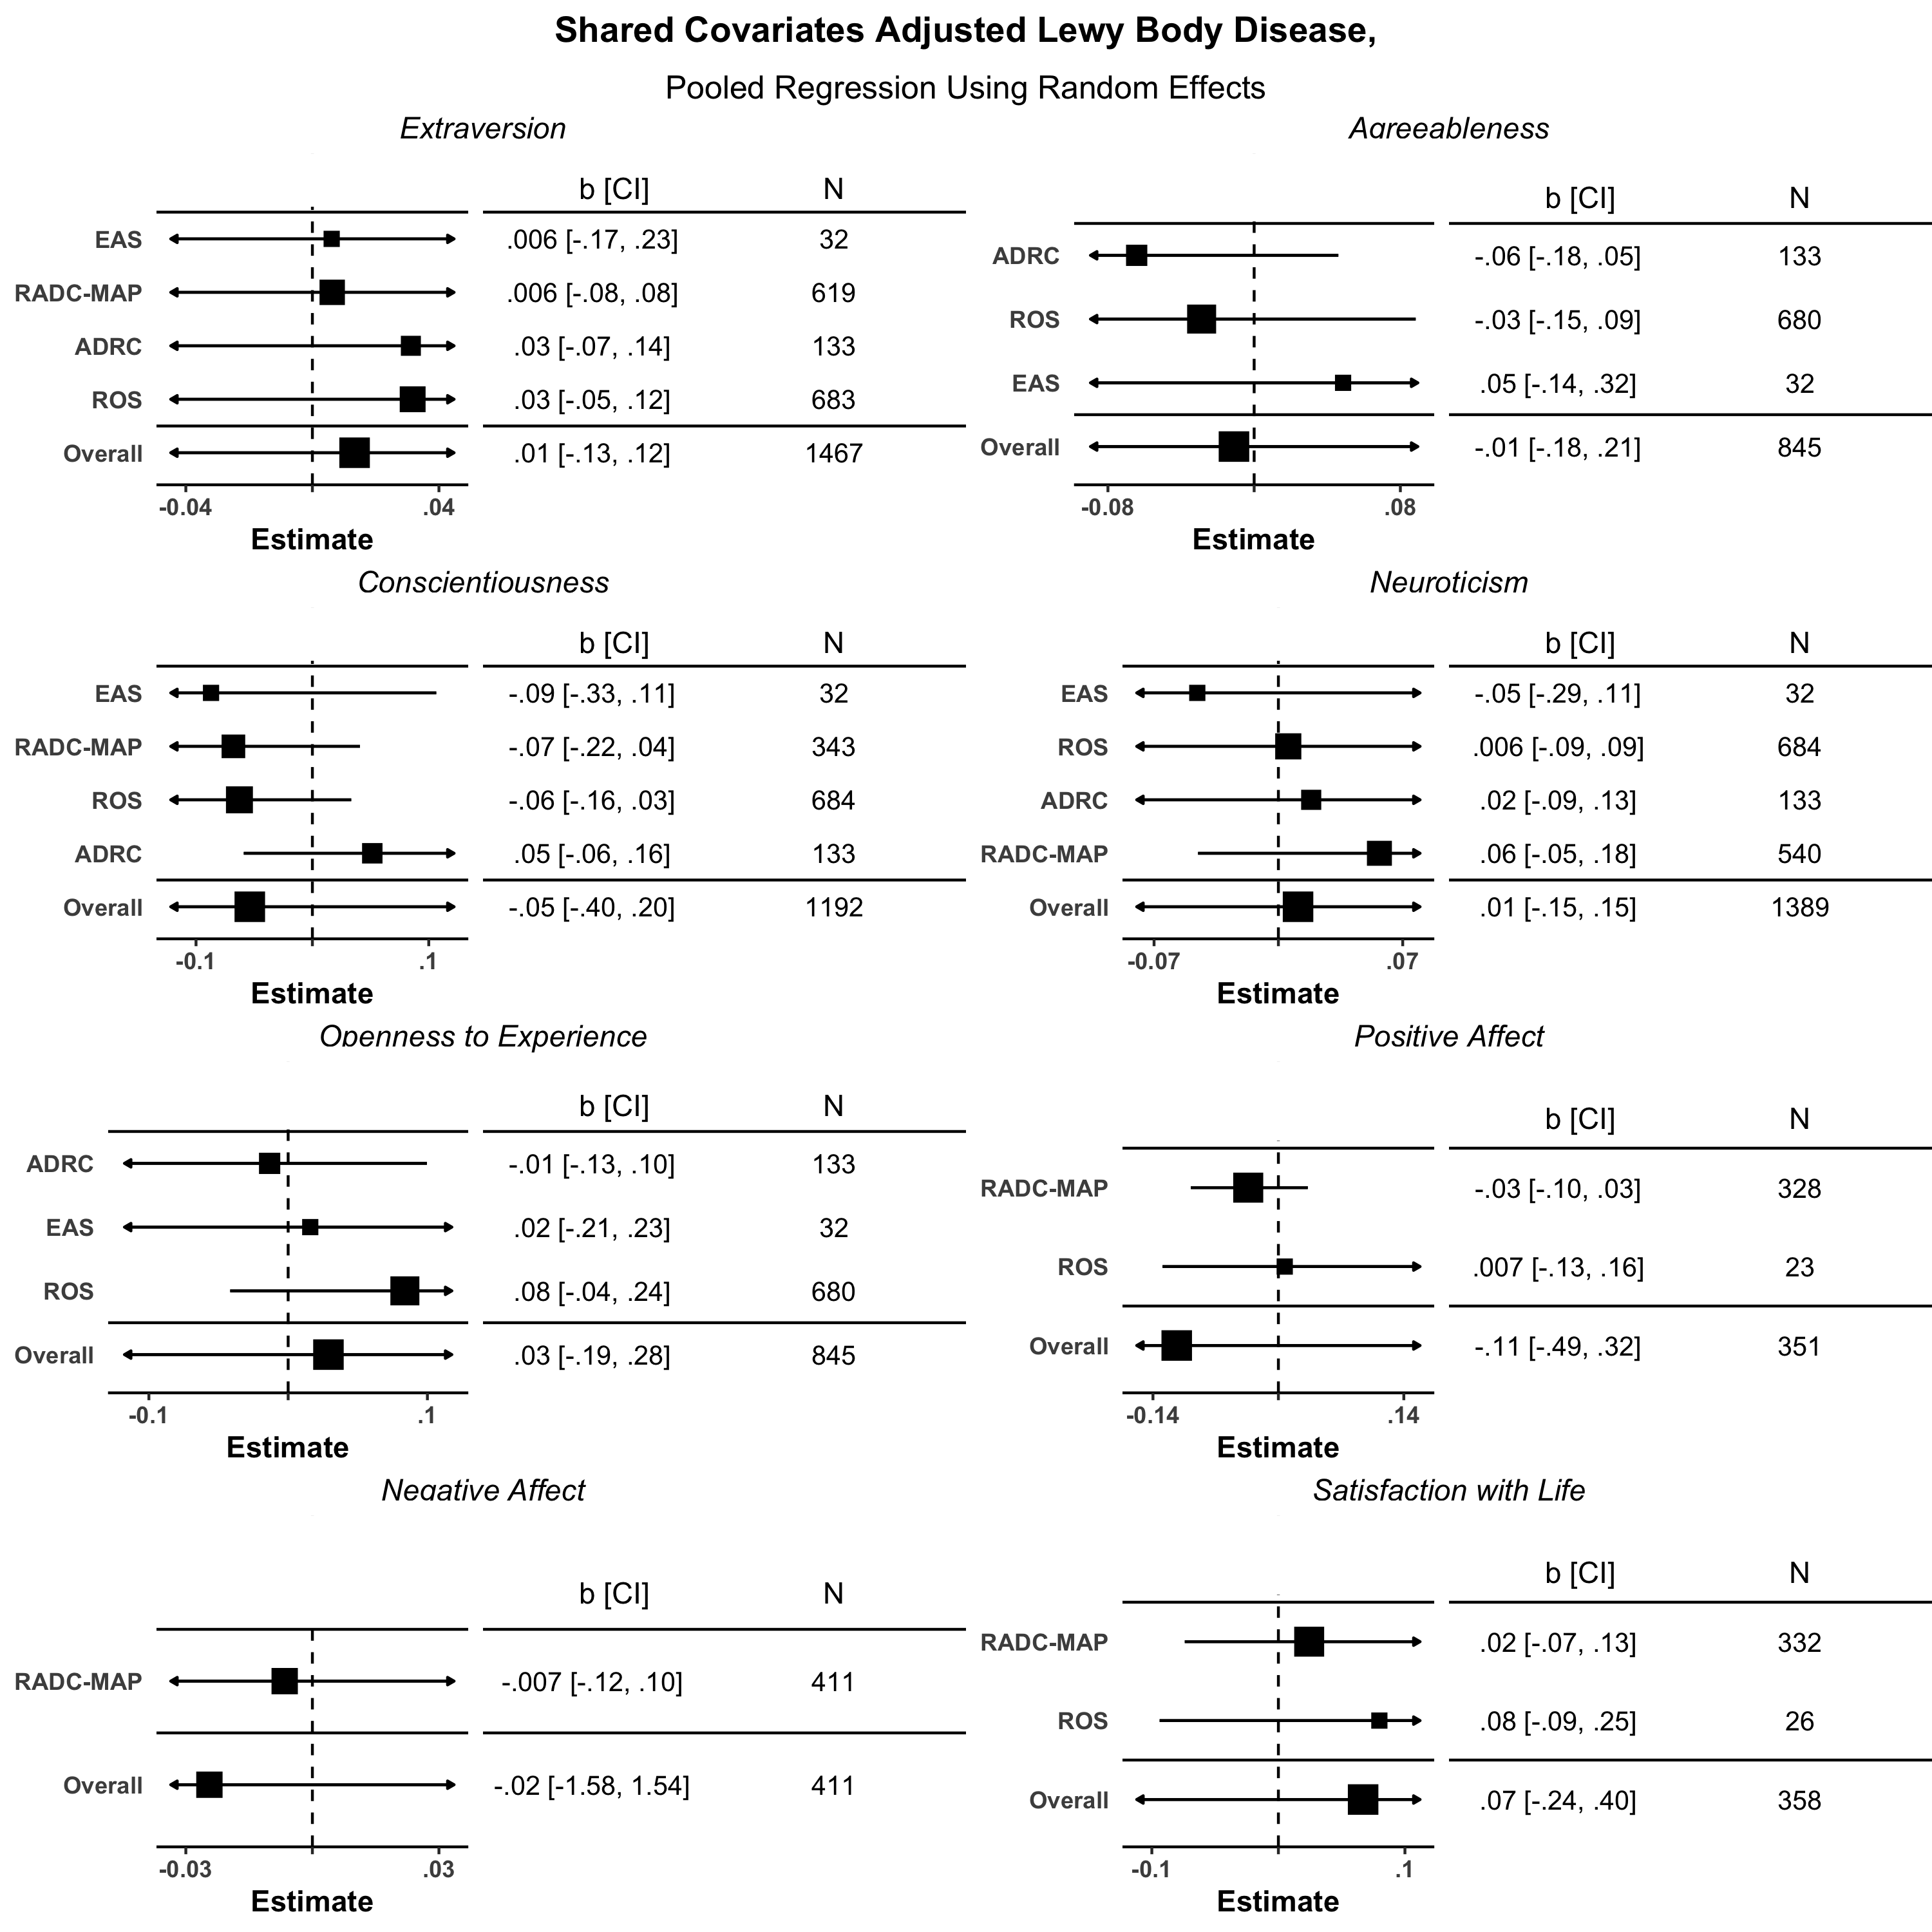 Shared Covariates Adjusted Lewy Body Disease,
Pooled Regression Using Random Effects
Extraversion
b [CI] N
EAS .006 [-.17, .23] 32
RADC-MAP .006 [-.08, .08] 619
ADRC .03 [-.07, .14] 133
ROS .03 [-.05, .12] 683
Overall .01 [-.13, .12] 1467
-0.04 .04
Estimate
Agreeableness
b [CI] N
ADRC -.06 [-.18, .05] 133
ROS -.03 [-.15, .09] 680
EAS .05 [-.14, .32] 32
Overall -.01 [-.18, .21] 845
-0.08 .08
Estimate
Conscientiousness
b [CI] N
EAS -.09 [-.33, .11] 32
RADC-MAP -.07 [-.22, .04] 343
ROS -.06 [-.16, .03] 684
ADRC .05 [-.06, .16] 133
Overall -.05 [-.40, .20] 1192
-0.1 .1
Estimate
Neuroticism
b [CI] N
EAS -.05 [-.29, .11] 32
ROS .006 [-.09, .09] 684
ADRC .02 [-.09, .13] 133
RADC-MAP .06 [-.05, .18] 540
Overall .01 [-.15, .15] 1389
-0.07 .07
Estimate
Openness to Experience
b [CI] N
ADRC -.01 [-.13, .10] 133
EAS .02 [-.21, .23] 32
ROS .08 [-.04, .24] 680
Overall .03 [-.19, .28] 845
-0.1 .1
Estimate
Positive Affect
b [CI] N
RADC-MAP -.03 [-.10, .03] 328
ROS .007 [-.13, .16] 23
Overall -.11 [-.49, .32] 351
-0.14 .14
Estimate
Negative Affect
b [CI] N
RADC-MAP -.007 [-.12, .10] 411
Overall -.02 [-1.58, 1.54] 411
-0.03 .03
Estimate
Satisfaction with Life
b [CI] N
RADC-MAP .02 [-.07, .13] 332
ROS .08 [-.09, .25] 26
Overall .07 [-.24, .40] 358
-0.1 .1
Estimate